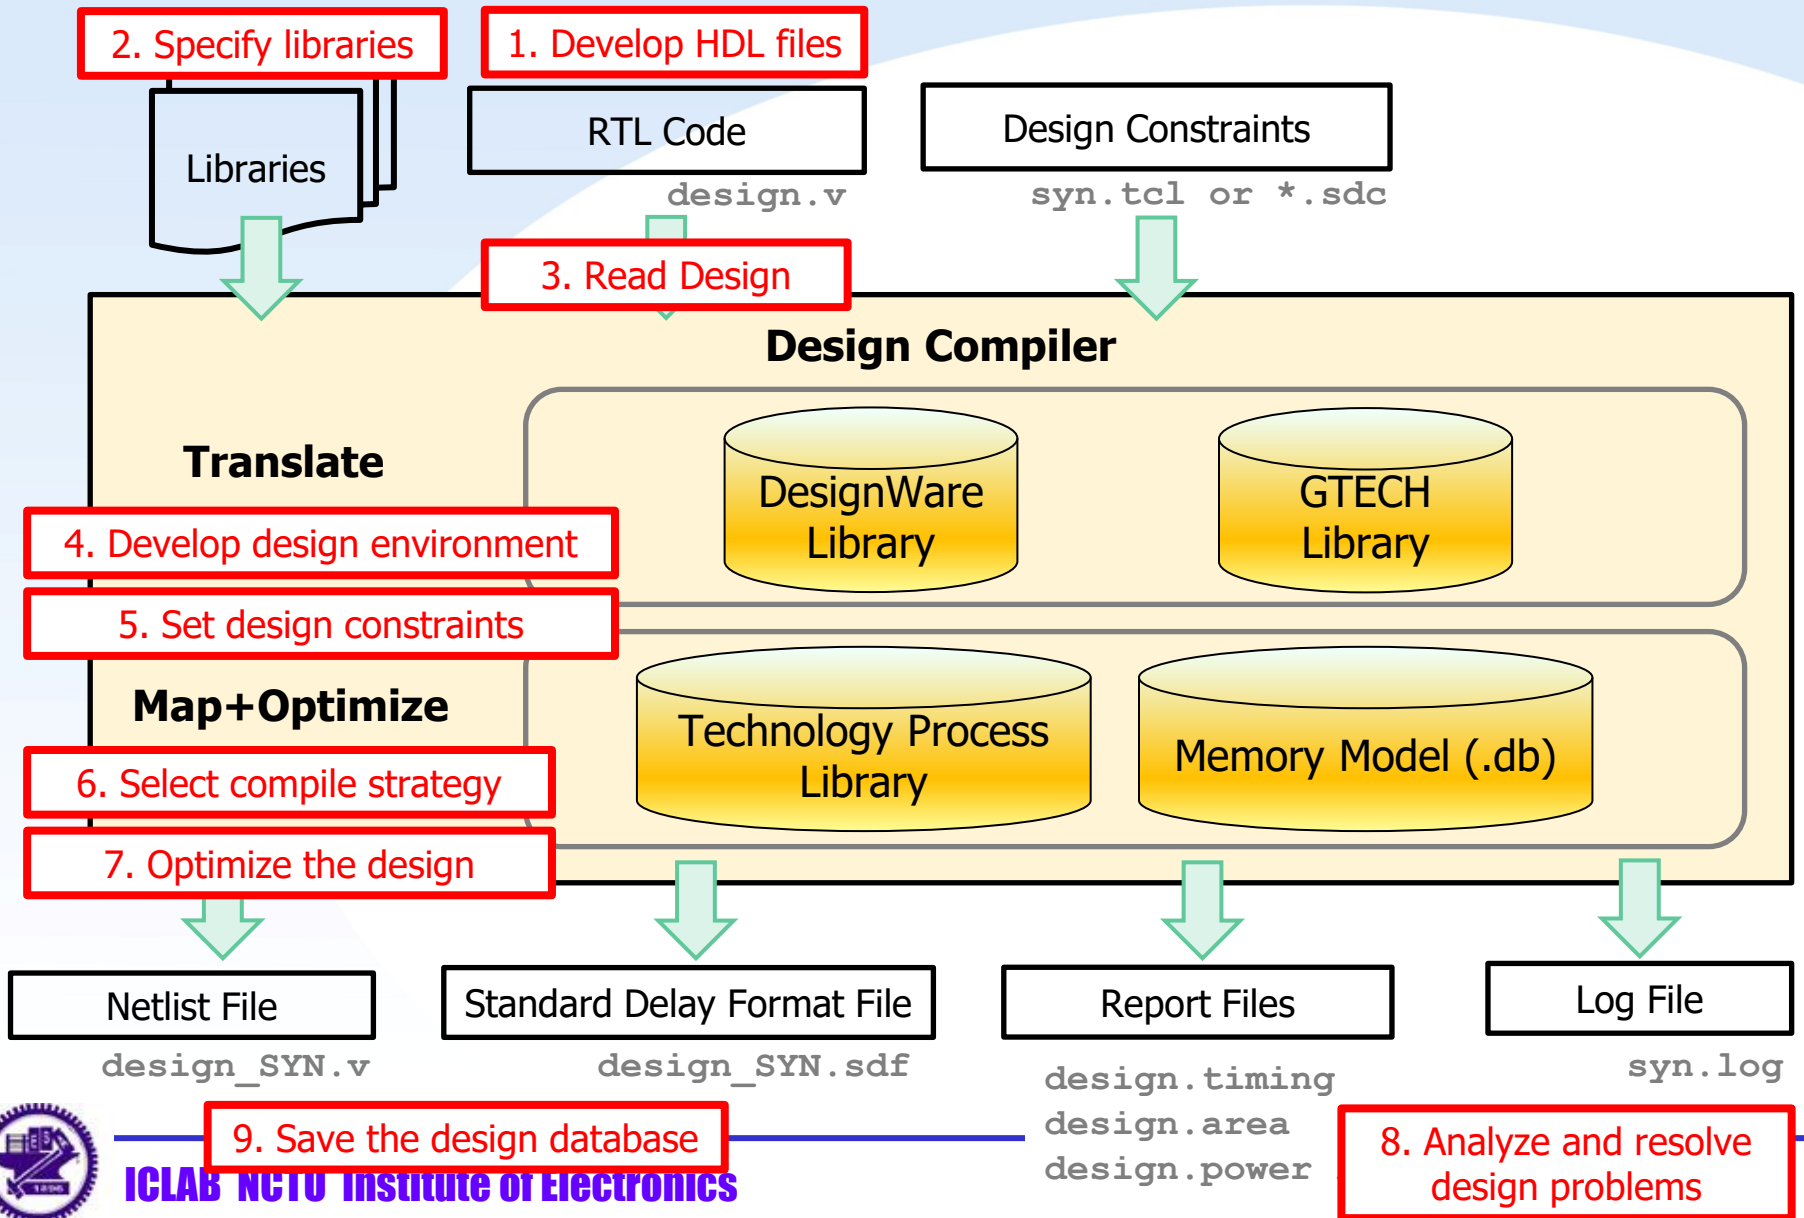 2. Specify libraries
1. Develop HDL files
Libraries
RTL Code
design.v
Design Constraints
syn.tcl or *.sdc
3. Read Design
Design Compiler
Translate
DesignWare
Library
GTECH
Library
4. Develop design environment
5. Set design constraints
Map+Optimize
Technology Process
Library
Memory Model (.db)
6. Select compile strategy
7. Optimize the design
Netlist File
design_SYN.v
Standard Delay Format File
design_SYN.sdf
Report Files
design.timing
design.area
design.power
Log File
syn.log
9. Save the design database
8. Analyze and resolve
design problems
1896
ICLAB NCTU Institute of Electronics